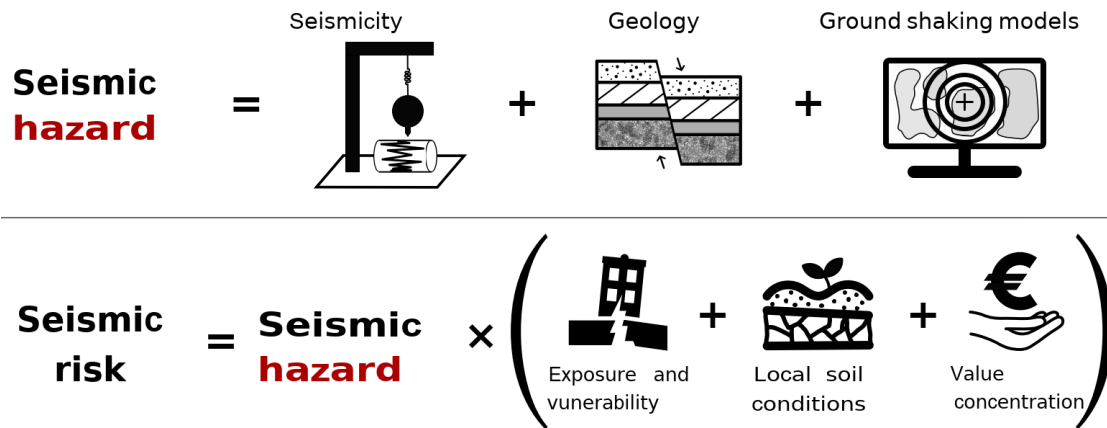 Seismicity
Geology
Ground shaking models
Seismic
hazard
=
+
+
Seismic
risk
=
Seismic
hazard
×
(
+
+
)
€
Exposure and
vunerability
Local soil
conditions
Value
concentration